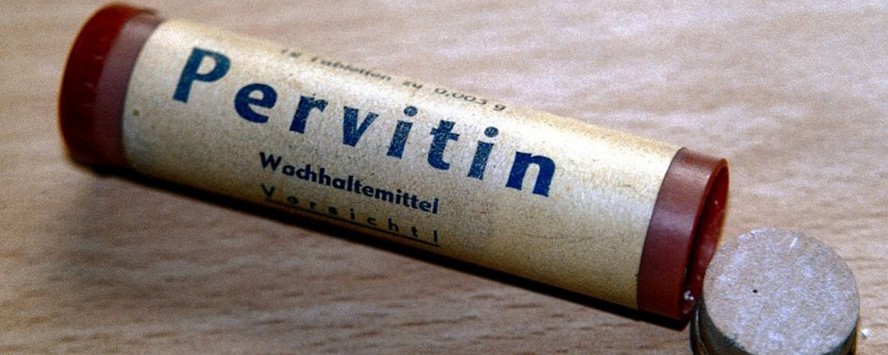 Tabletten zu 0,003 g
Pervitin
Wachhaltemittel
Vorsicht!